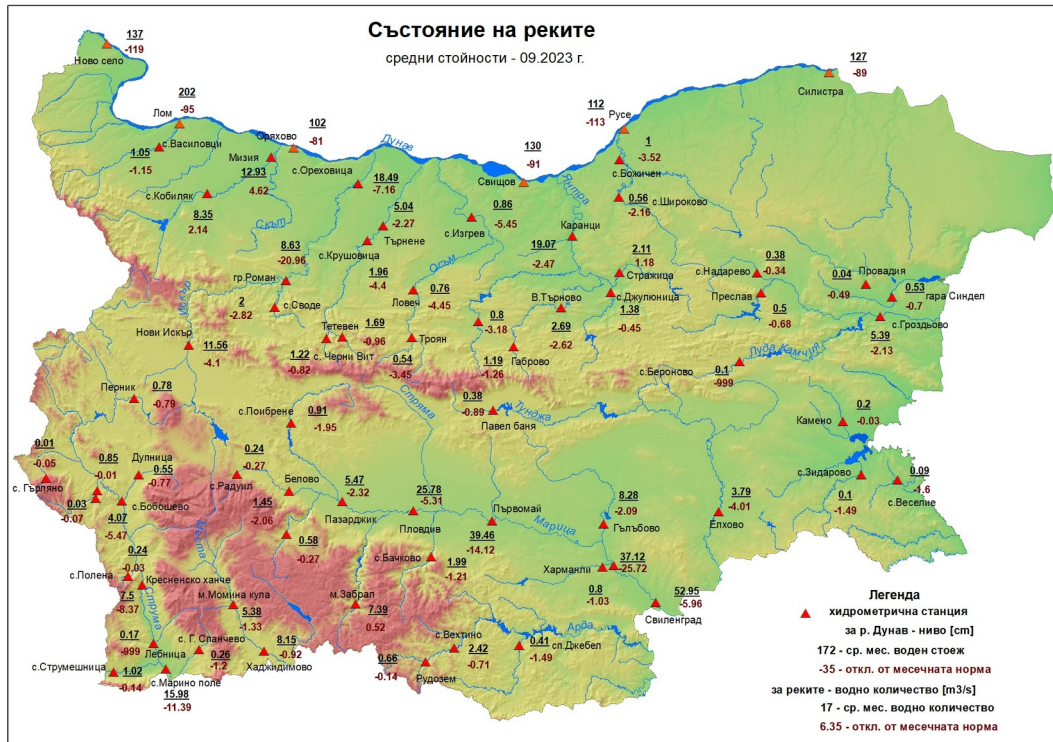 Състояние на реките
средни стойности - 09.2023 г.
137
-119
Ново село
202
-95
Лом
с.Василовци
1.05
-1.15
102
-81
Оряхово
Мизия
12.93
4.62
с.Кобиляк
8.35
2.14
Скът
Дунав
с.Ореховица
18.49
-7.16
130
-91
Свищов
112
-113
Русе
127
-89
Силистра
1
-3.52
с.Божичен
0.56
-2.16
с.Широково
Янтра
5.04
-2.27
Търнене
с.Крушовица
1.96
-4.4
0.86
-5.45
с.Изгрев
Осъм
Каранци
19.07
-2.47
8.63
-20.96
гр.Роман
Искър
2
-2.82
с.Своде
0.76
-4.45
Ловеч
2.11
1.18
Стражица
с.Джулюница
1.38
-0.45
В.Търново
2.69
-2.62
0.8
-3.18
с.Надарево
0.38
-0.34
Преслав
0.5
-0.68
0.04
-0.49
Провадия
0.53
-0.7
гара Синдел
с.Гроздьово
5.39
-2.13
Нови Искър
11.56
-4.1
Тетевен
1.69
-0.96
1.22
-0.82
с. Черни Вит
Троян
0.54
-3.45
Габрово
1.19
-1.26
Луда Камчия
с.Бероново
0.1
-999
Перник
0.78
-0.79
с.Поибрене
0.91
-1.95
Стряма
0.38
-0.89
Павел баня
Тунджа
0.2
-0.03
Камено
0.01
-0.05
с. Гърляно
0.85
-0.01
0.03
-0.07
Дупница
0.55
-0.77
с.Бобошево
4.07
-5.47
0.24
-0.27
с.Радуил
Белово
1.45
-2.06
0.58
-0.27
5.47
-2.32
Пазарджик
25.78
-5.31
Пловдив
Първомай
39.46
-14.12
Марица
8.28
-2.09
Гълъбово
3.79
-4.01
Елхово
с.Зидарово
0.1
-1.49
0.09
-1.6
с.Веселие
0.24
-0.03
с.Полена
Кресненско ханче
7.5
-8.37
Струма
Места
с.Бачково
1.99
-1.21
Харманли
37.12
-25.72
0.8
-1.03
52.95
-5.96
Свиленград
м.Момина кула
5.38
-1.33
м.Забрал
7.39
0.52
0.17
-999
Лебница
с. Г. Спанчево
0.26
-1.2
8.15
-0.92
Хаджидимово
с.Струмешница
1.02
-0.14
с.Марино поле
15.98
-11.39
с.Вехтино
2.42
-0.71
0.66
-0.14
Рудозем
Арда
0.41
-1.49
сп.Джебел
Легенда
хидрометрична станция
за р. Дунав - ниво [cm]
172 - ср. мес. воден стоеж
-35 - откл. от месечната норма
за реките - водно количество [m3/s]
17 - ср. мес. водно количество
6.35 - откл. от месечната норма